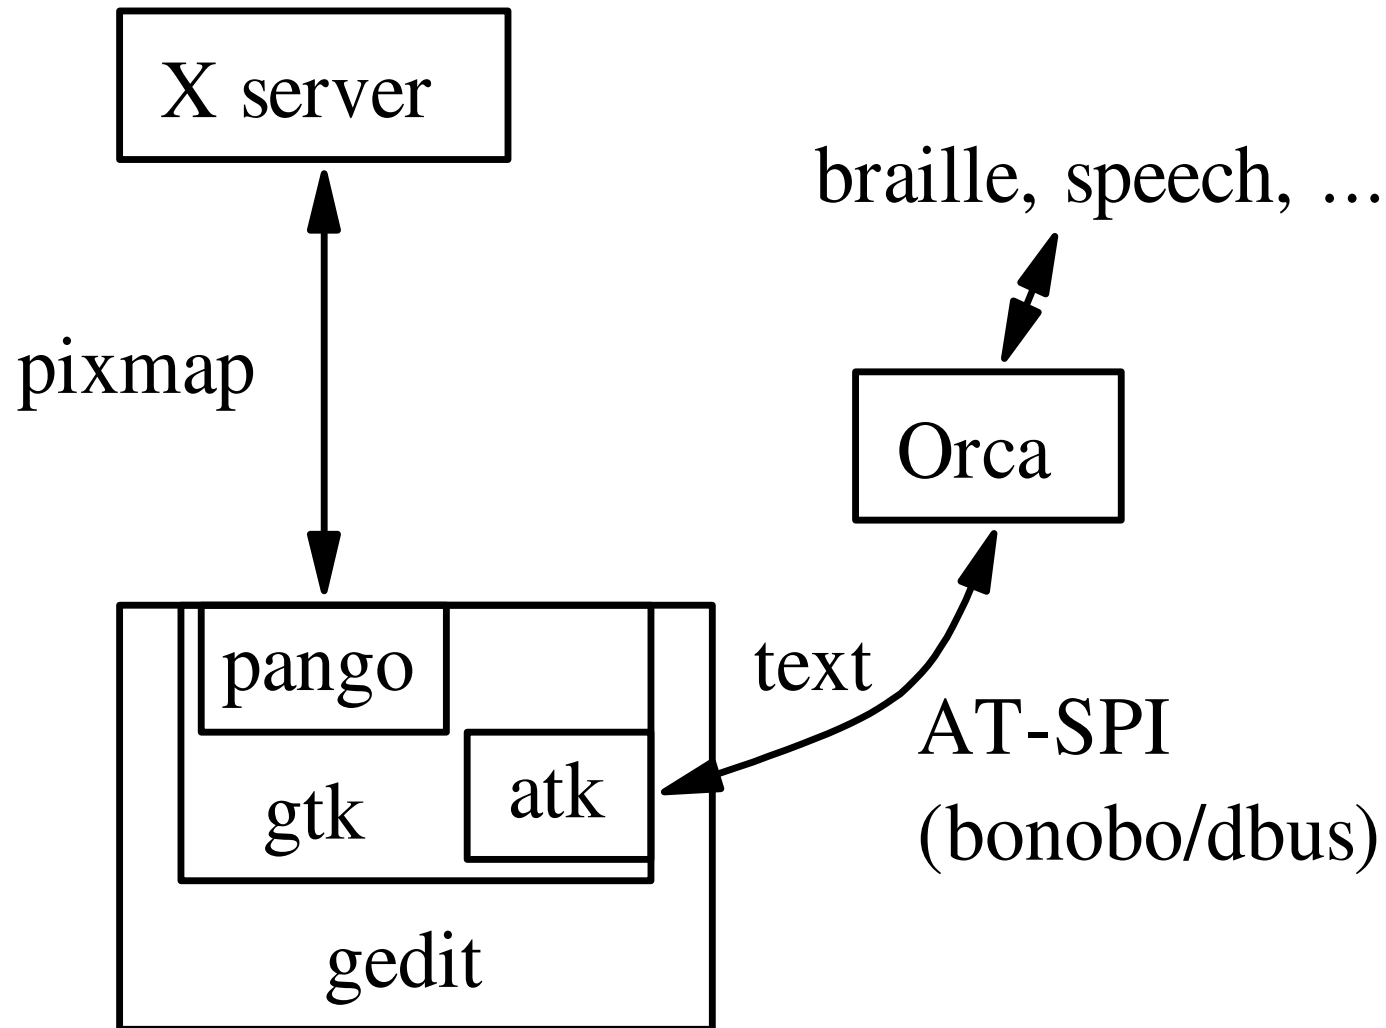 X server
braille, speech, ...
pixmap
Orca
pango
text
AT-SPI
atk
gtk
(bonobo/dbus)
gedit